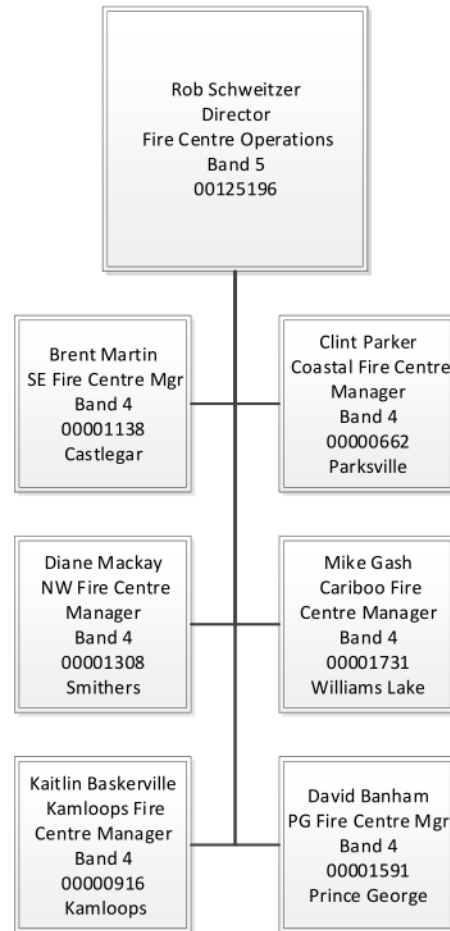 Rob Schweitzer
Director
Fire Centre Operations
Band 5
00125196
Brent Martin
SE Fire Centre Mgr
Band 4
00001138
Castlegar
Clint Parker
Coastal Fire Centre
Manager
Band 4
00000662
Parksville
Diane Mackay
NW Fire Centre
Manager
Band 4
00001308
Smithers
Mike Gash
Cariboo Fire
Centre Manager
Band 4
00001731
Williams Lake
Kaitlin Baskerville
Kamloops Fire
Centre Manager
Band 4
00000916
Kamloops
David Banham
PG Fire Centre Mgr
Band 4
00001591
Prince George